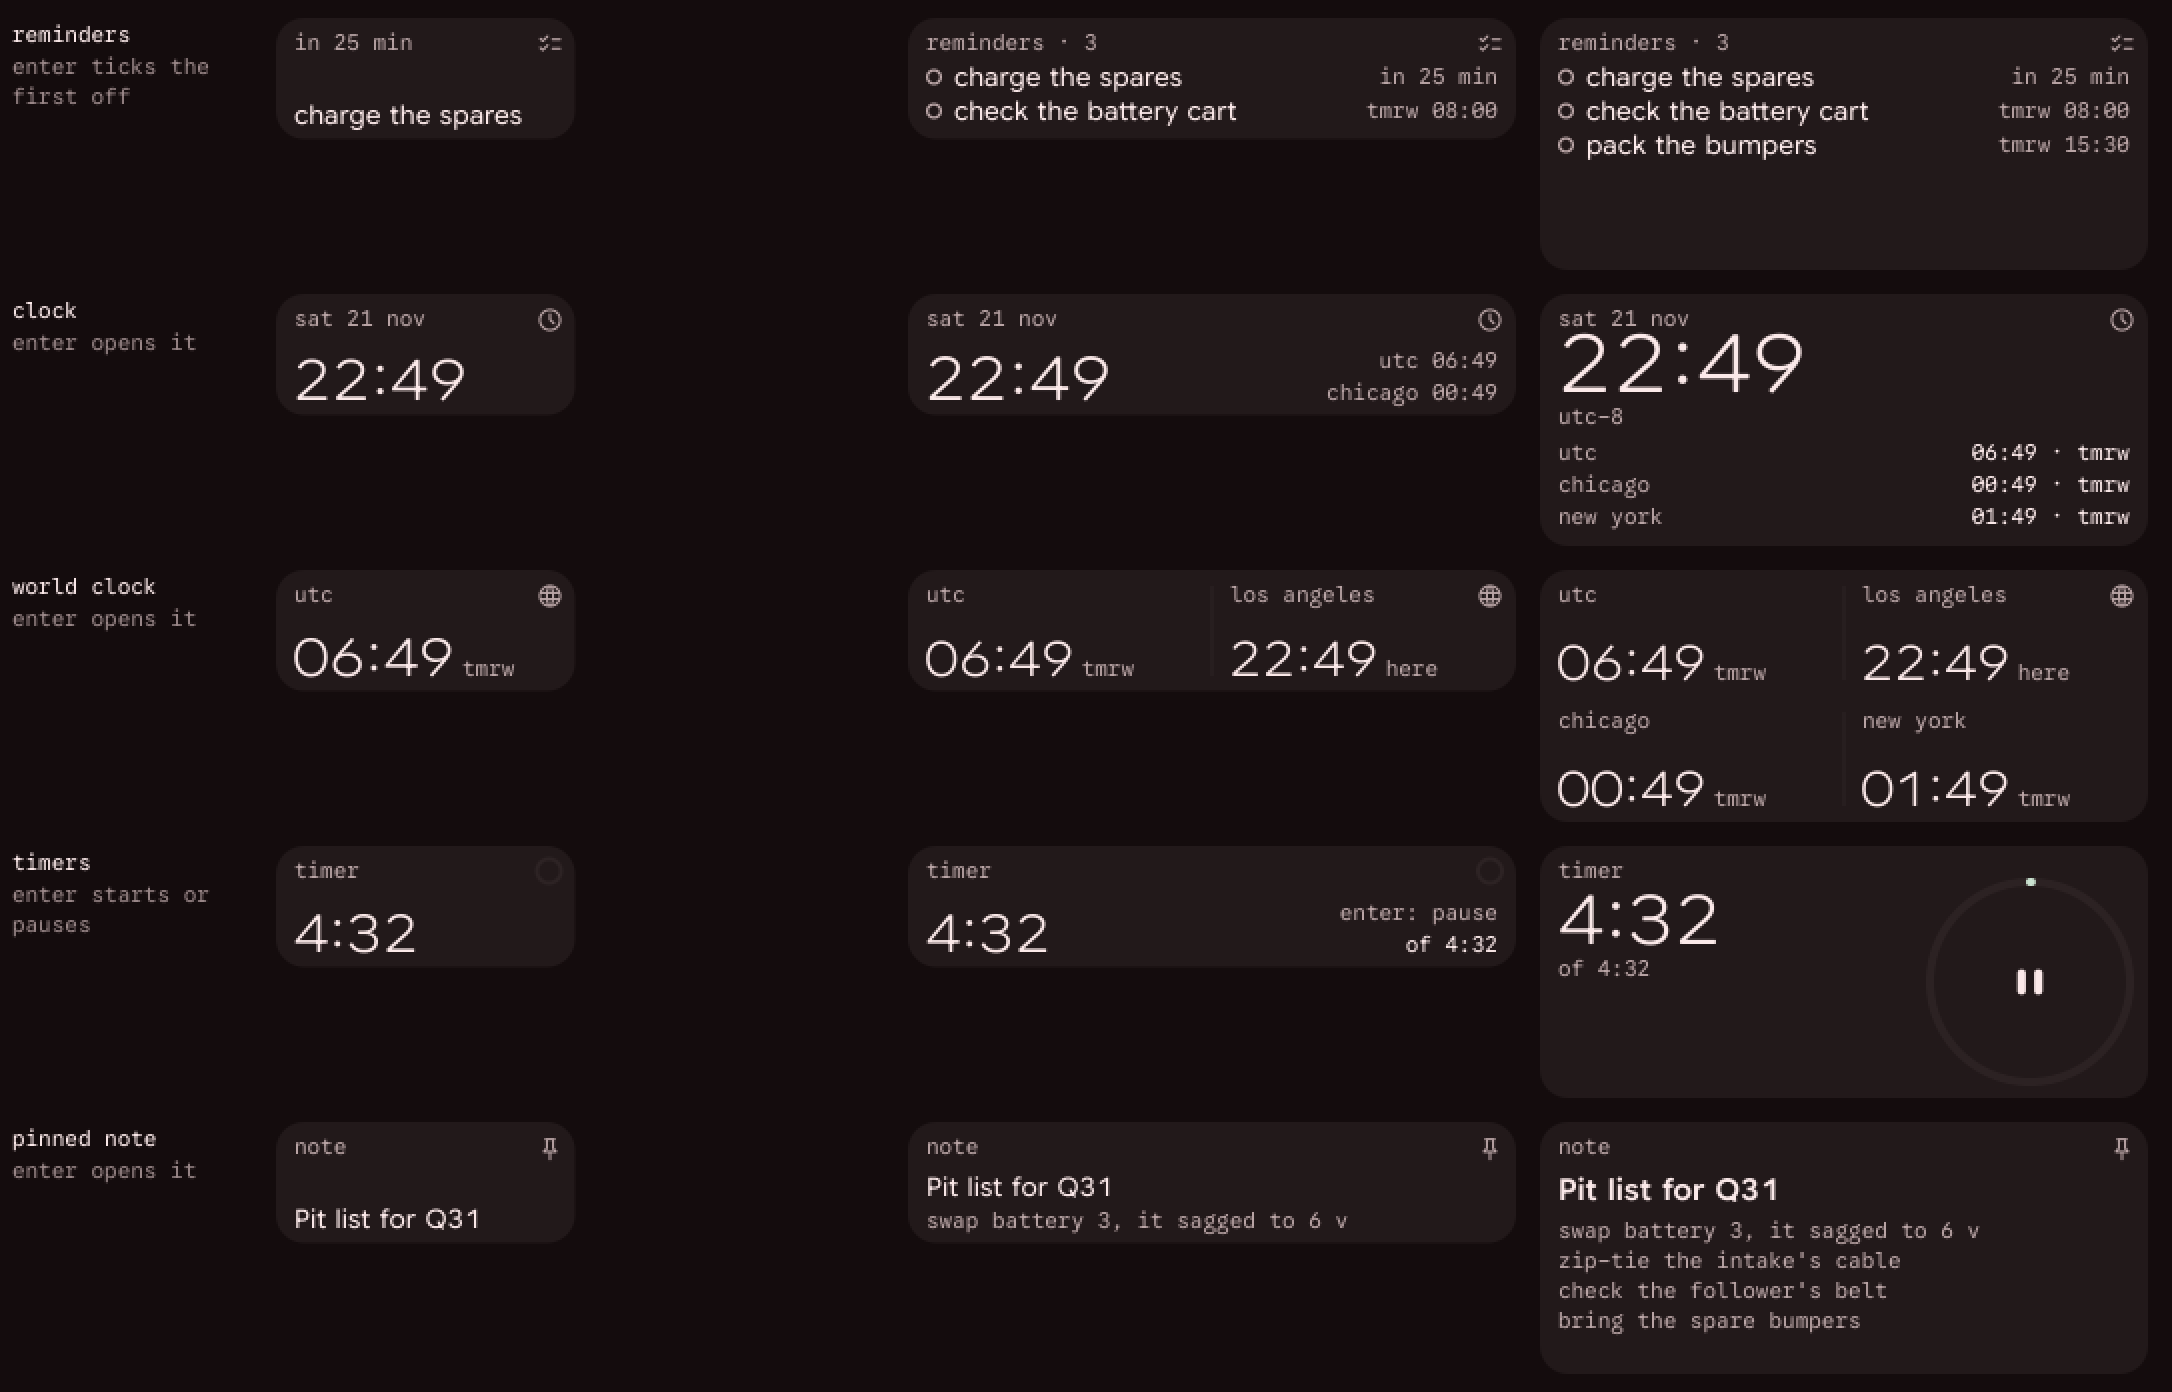 reminders
enter ticks the
first off
in 25 min
charge the spares
reminders · 3
charge the spares in 25 min
check the battery cart tmrw 08:00
reminders · 3
charge the spares in 25 min
check the battery cart tmrw 08:00
pack the bumpers tmrw 15:30
clock
enter opens it
sat 21 nov
22:49
sat 21 nov
22:49
utc 06:49
chicago 00:49
sat 21 nov
22:49
utc-8
utc 06:49 · tmrw
chicago 00:49 · tmrw
new york 01:49 · tmrw
world clock
enter opens it
utc
06:49 tmrw
utc
06:49 tmrw
los angeles
22:49 here
utc
06:49 tmrw
los angeles
22:49 here
chicago
00:49 tmrw
new york
01:49 tmrw
timers
enter starts or
pauses
timer
4:32
timer
4:32
enter: pause
of 4:32
timer
4:32
of 4:32
pinned note
enter opens it
note
Pit list for Q31
note
Pit list for Q31
swap battery 3, it sagged to 6 v
note
Pit list for Q31
swap battery 3, it sagged to 6 v
zip-tie the intake's cable
check the follower's belt
bring the spare bumpers